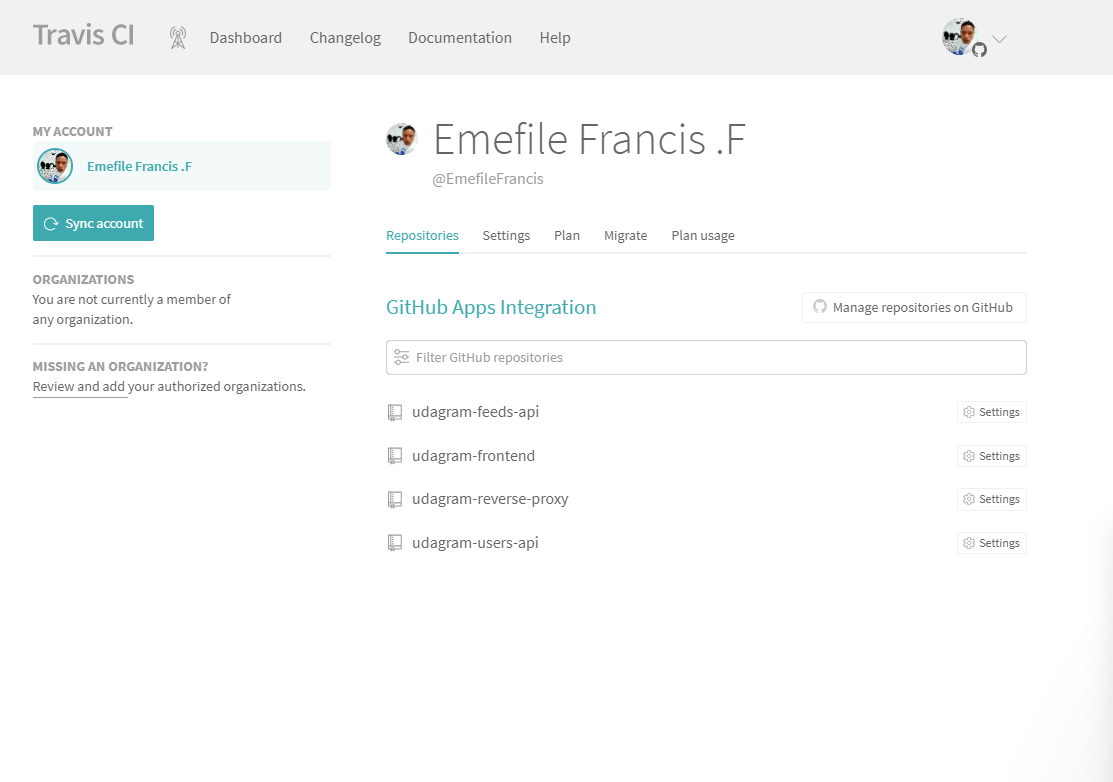 Travis CI Dashboard Changelog Documentation Help
MY ACCOUNT
Emefile Francis .F
Sync account
ORGANIZATIONS
You are not currently a member of
any organization.
MISSING AN ORGANIZATION?
Review and add your authorized organizations.
Emefile Francis .F
@EmefileFrancis
Repositories Settings Plan Migrate Plan usage
GitHub Apps Integration Manage repositories on GitHub
Filter GitHub repositories
udagram-feeds-api Settings
udagram-frontend Settings
udagram-reverse-proxy Settings
udagram-users-api Settings